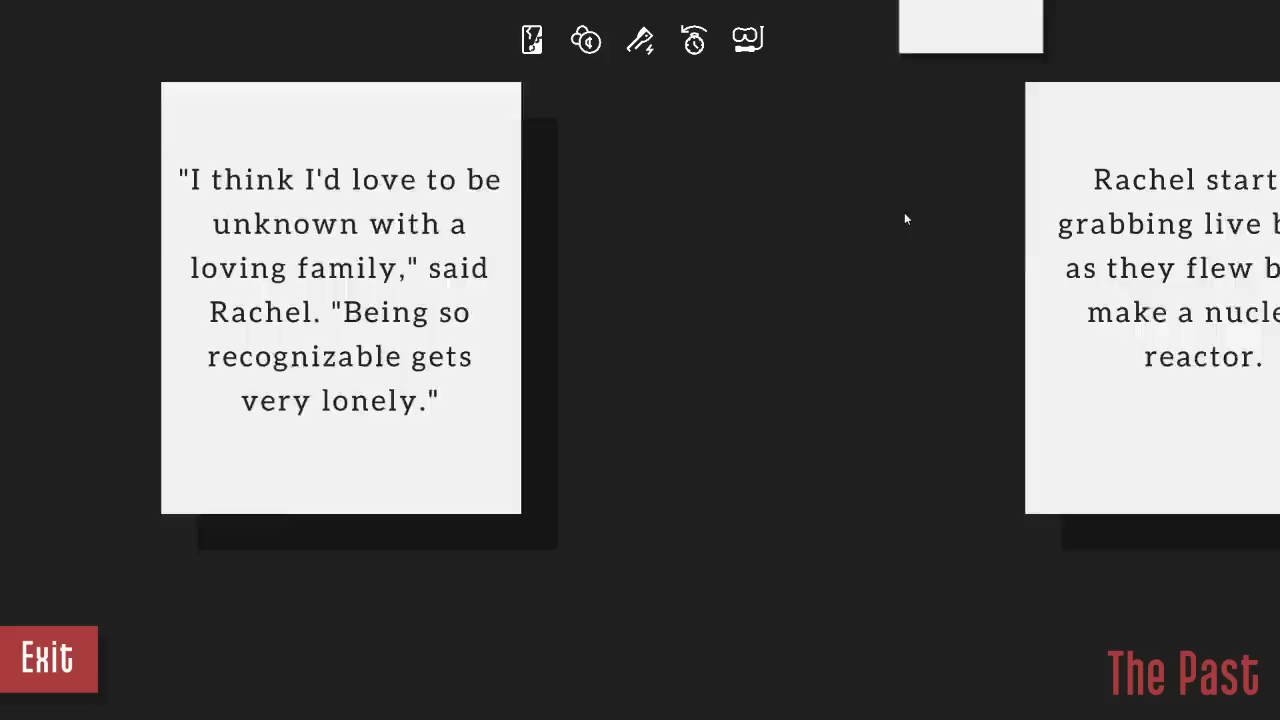 "I think I'd love to be
unknown with a
loving family," said
Rachel. "Being so
recognizable gets
very lonely."
Rachel start
grabbing live b
as they flew b
make a nucle
reactor.
Exit
The Past